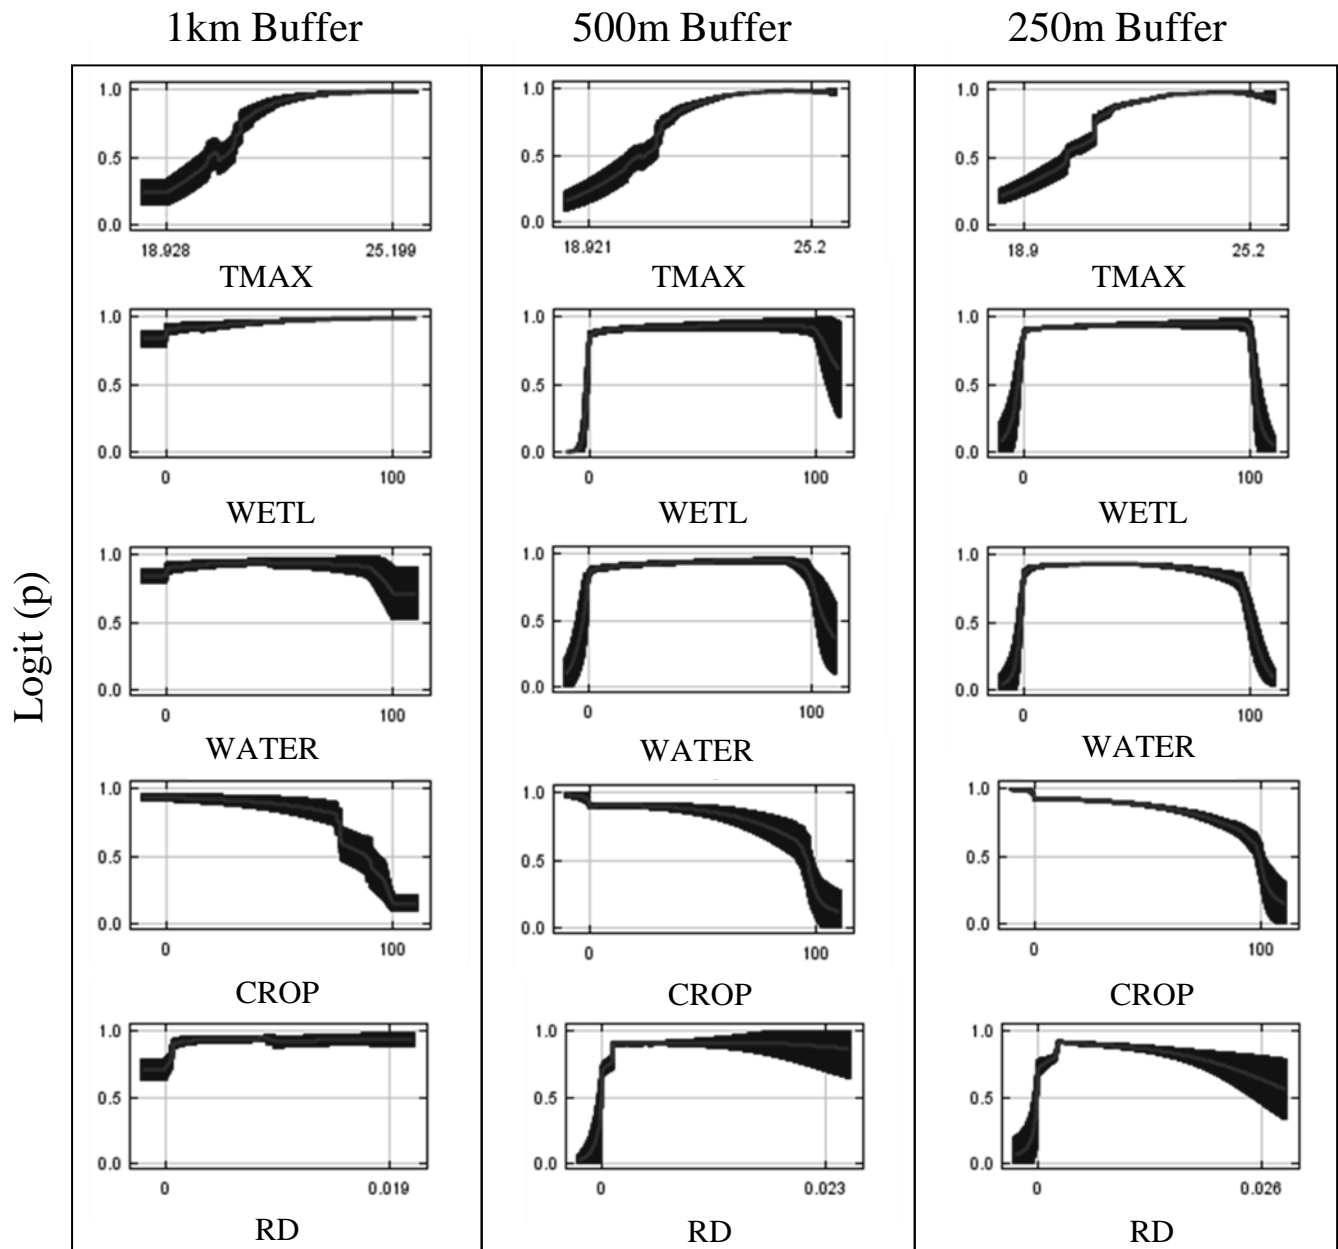 1km Buffer 500m Buffer 250m Buffer
1.0 1.0 1.0
0.5 0.5 0.5
0.0 0.0 0.0
18.928 25.199 18.921 25.2 18.9 25.2
TMAX TMAX TMAX
1.0 1.0 1.0
0.5 0.5 0.5
0.0 0.0 0.0
0 100 0 100 0 100
WETL WETL WETL
1.0 1.0 1.0
0.5 0.5 0.5
0.0 0.0 0.0
0 100 0 100 0 100
WATER WATER WATER
Logit (p)
1.0 1.0 1.0
0.5 0.5 0.5
0.0 0.0 0.0
0 100 0 100 0 100
CROP CROP CROP
1.0 1.0 1.0
0.5 0.5 0.5
0.0 0.0 0.0
0 0.019 0 0.023 0 0.026
RD RD RD